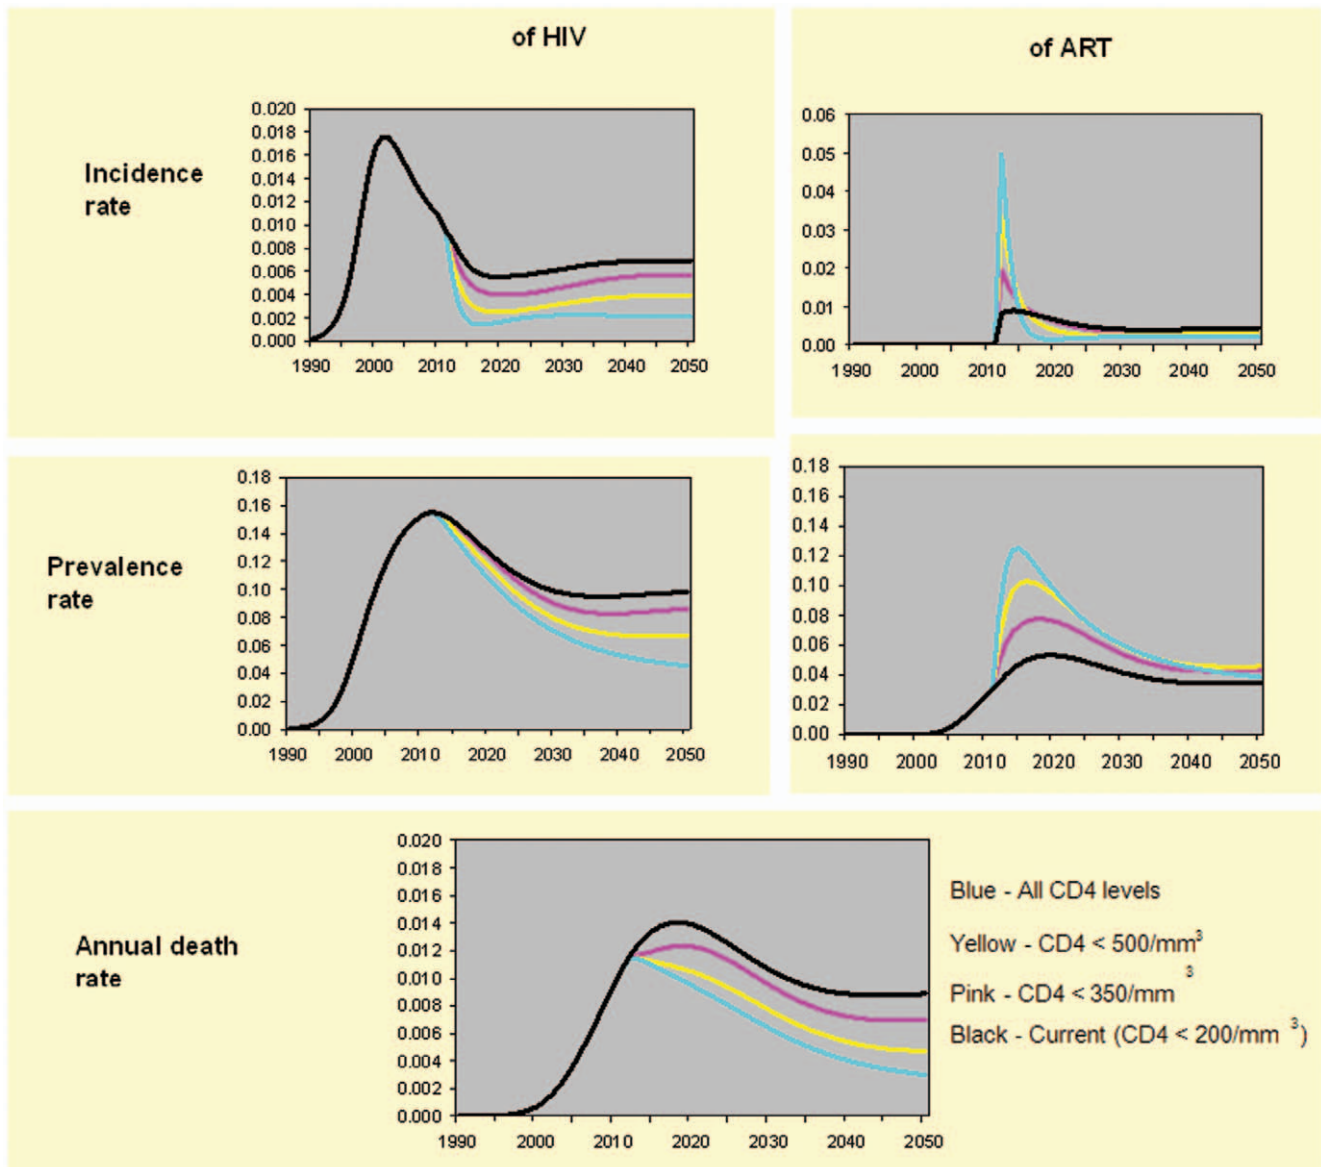 of HIV
of ART
Incidence
rate
0.020
0.018
0.016
0.014
0.012
0.010
0.008
0.006
0.004
0.002
0.000
1990 2000 2010 2020 2030 2040 2050
0.06
0.05
0.04
0.03
0.02
0.01
0.00
1990 2000 2010 2020 2030 2040 2050
Prevalence
rate
0.18
0.16
0.14
0.12
0.10
0.08
0.06
0.04
0.02
0.00
1990 2000 2010 2020 2030 2040 2050
0.18
0.16
0.14
0.12
0.10
0.08
0.06
0.04
0.02
0.00
1990 2000 2010 2020 2030 2040 2050
Annual death
rate
0.020
0.018
0.016
0.014
0.012
0.010
0.008
0.006
0.004
0.002
0.000
1990 2000 2010 2020 2030 2040 2050
Blue - All CD4 levels
Yellow - CD4 < 500/mm³
Pink - CD4 < 350/mm ³
Black - Current (CD4 < 200/mm ³)